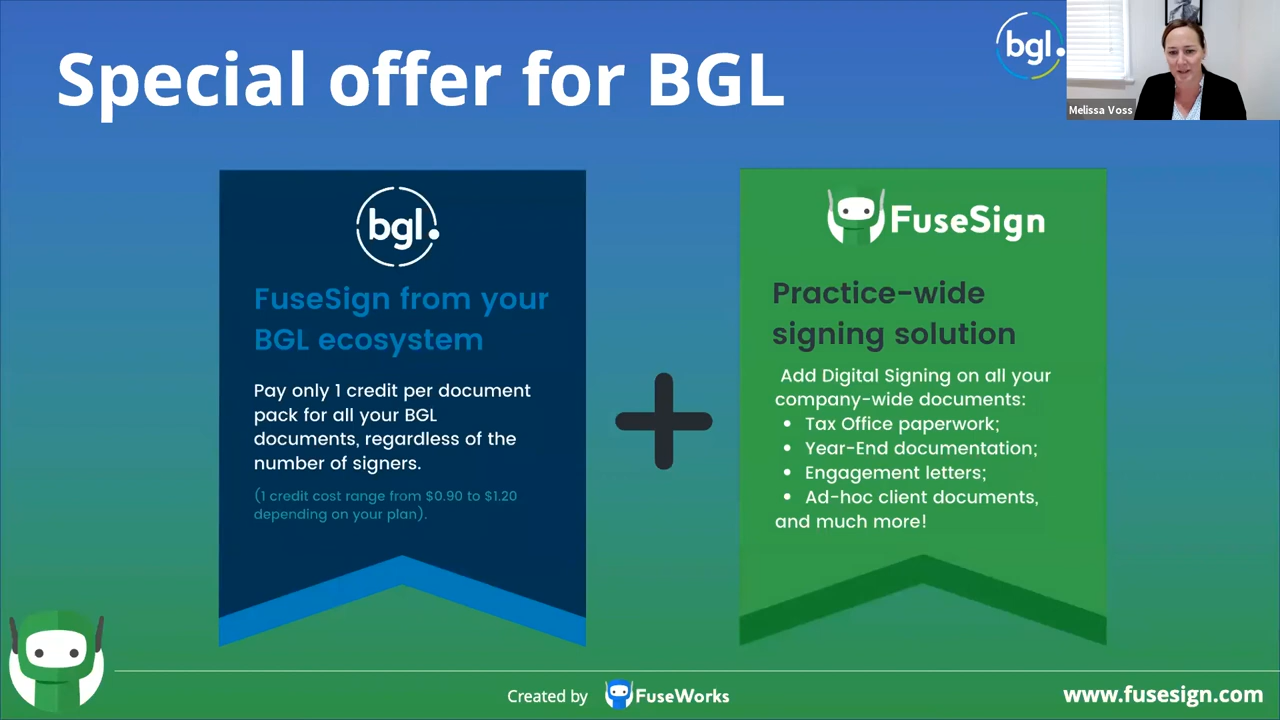 Special offer for BGL
bgl.
Melissa Voss
bgl.
FuseSign from your
BGL ecosystem
Pay only 1 credit per document
pack for all your BGL
documents, regardless of the
number of signers.
(1 credit cost range from $0.90 to $1.20
depending on your plan).
FuseSign
Practice-wide
signing solution
Add Digital Signing on all your
company-wide documents:
• Tax Office paperwork;
• Year-End documentation;
• Engagement letters;
• Ad-hoc client documents,
and much more!
Created by FuseWorks
www.fusesign.com